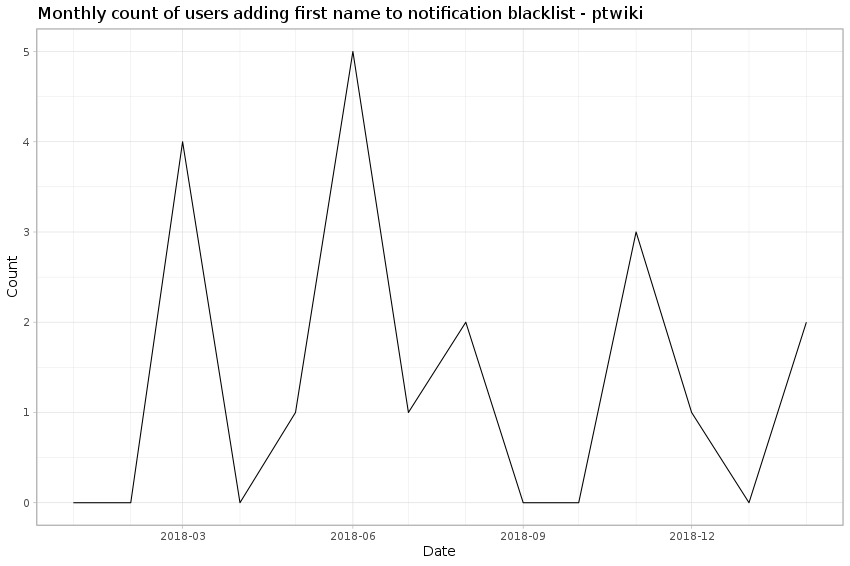 Monthly count of users adding first name to notification blacklist - ptwiki
5
4
3
2
1
0
Count
2018-03 2018-06 2018-09 2018-12
Date